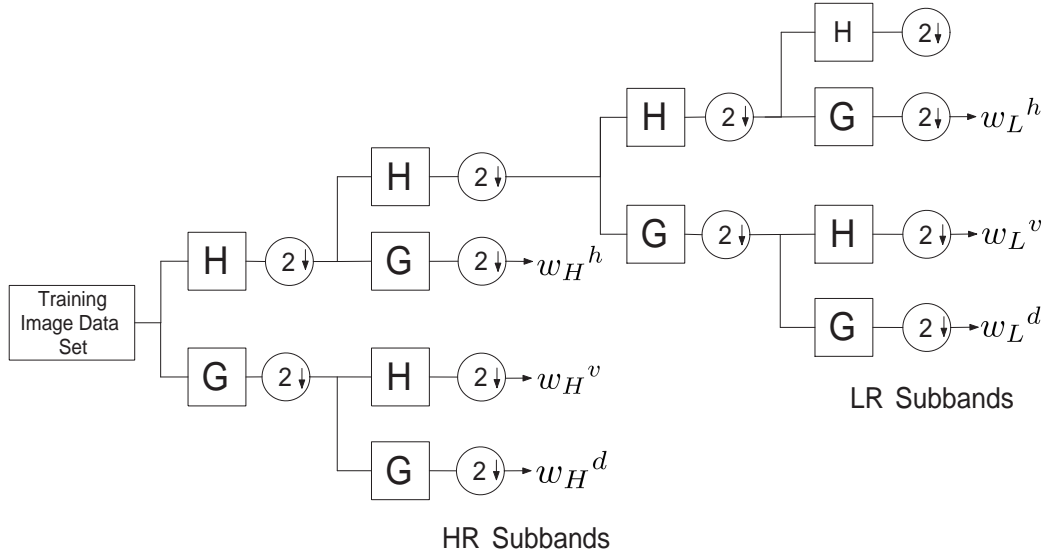 H 2↓
H 2↓ G 2↓ w_L^h
H 2↓
G 2↓ H 2↓ w_L^v
H 2↓ G 2↓ w_H^h
Training
Image Data
Set
G 2↓ w_L^d
G 2↓ H 2↓ w_H^v
LR Subbands
G 2↓ w_H^d
HR Subbands